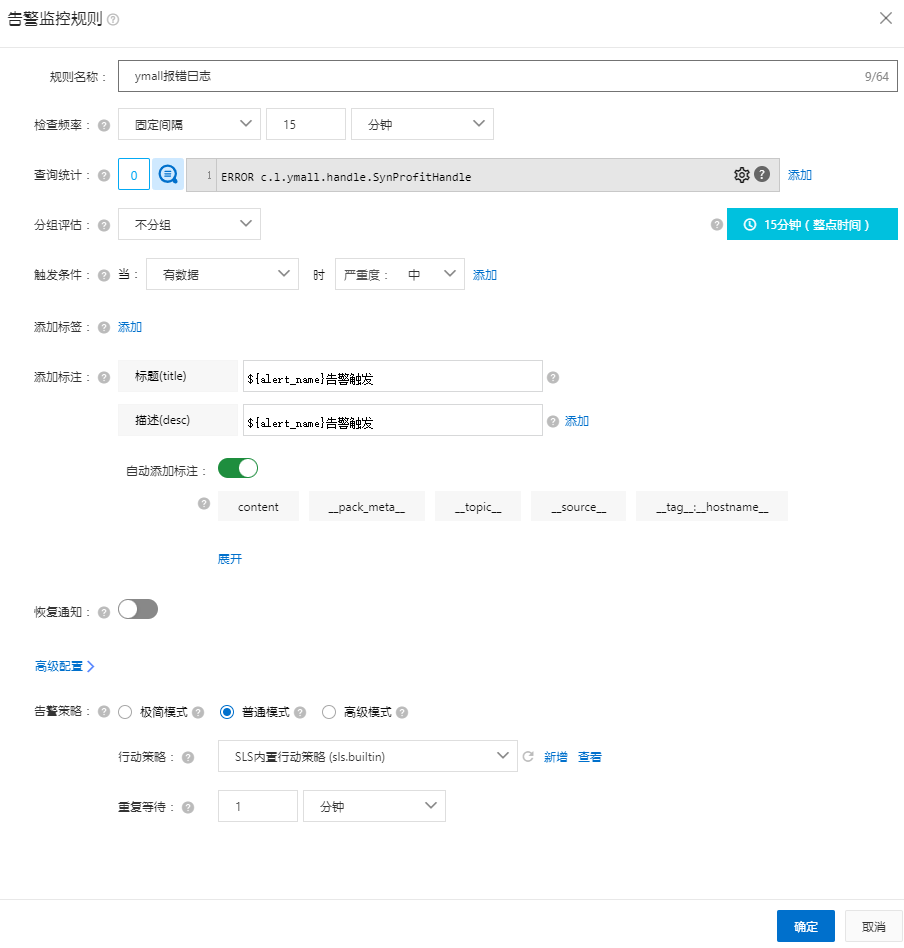 告警监控规则
规则名称： ymall报错日志 9/64
检查频率： 固定间隔 15 分钟
查询统计： 0 1 ERROR c.l.ymall.handle.SynProfitHandle 添加
分组评估： 不分组 15分钟（整点时间）
触发条件： 当： 有数据 时 严重度： 中 添加
添加标签： 添加
添加标注： 标题(title) ${alert_name}告警触发
描述(desc) ${alert_name}告警触发 添加
自动添加标注：
content __pack_meta__ __topic__ __source__ __tag__:__hostname__
展开
恢复通知：
高级配置
告警策略： 极简模式 普通模式 高级模式
行动策略： SLS内置行动策略 (sls.builtin) 新增 查看
重复等待： 1 分钟
确定 取消